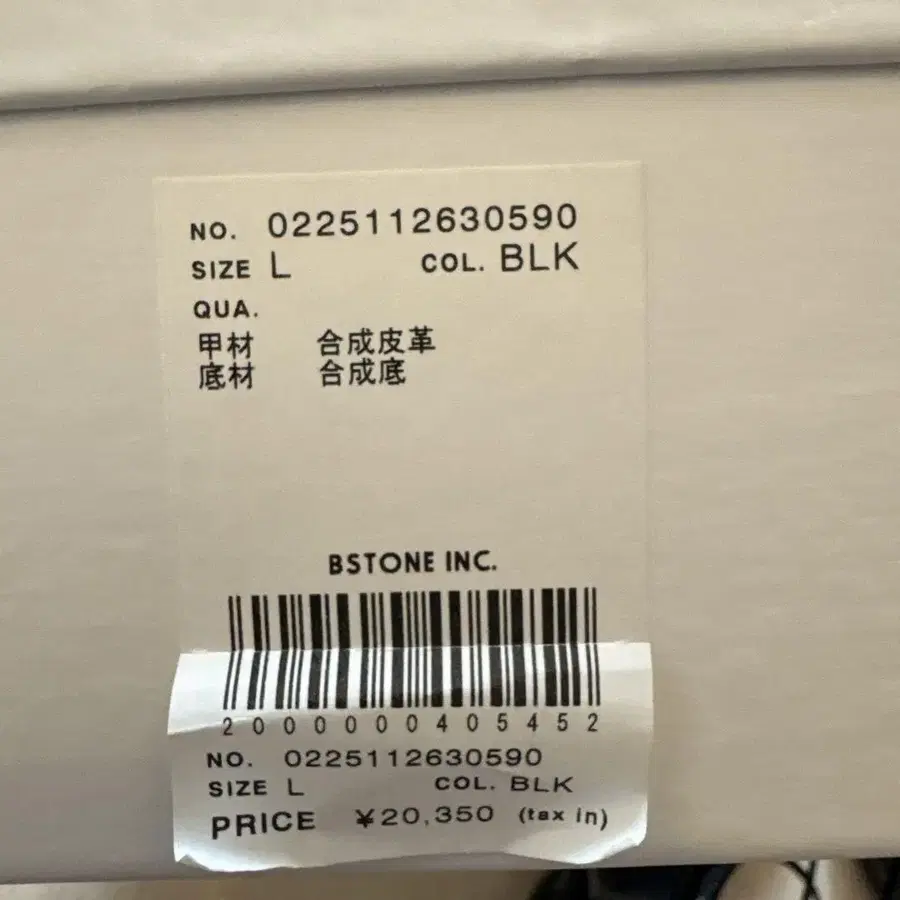 NO. 0225112630590
SIZE L COL. BLK
QUA.
甲材 合成皮革
底材 合成底
BSTONE INC.
2000000405452
NO. 0225112630590
SIZE L COL. BLK
PRICE ¥20,350 (tax in)